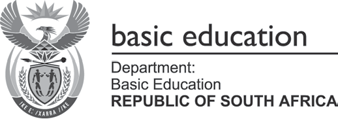 basic education
Department:
Basic Education
REPUBLIC OF SOUTH AFRICA